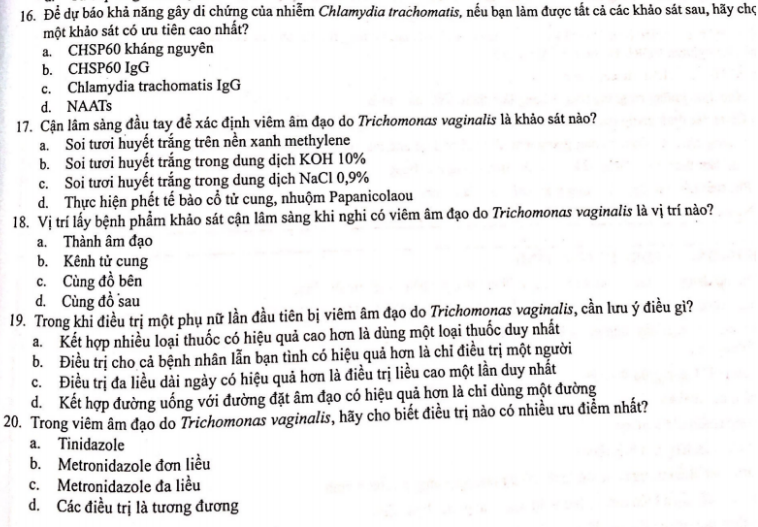 16. Để dự báo khả năng gây di chứng của nhiễm Chlamydia trachomatis, nếu bạn làm được tất cả các khảo sát sau, hãy
một khảo sát có ưu tiên cao nhất?
a. CHSP60 kháng nguyên
b. CHSP60 IgG
c. Chlamydia trachomatis IgG
d. NAATs
17. Cận lâm sàng đầu tay để xác định viêm âm đạo do Trichomonas vaginalis là khảo sát nào?
a. Soi tươi huyết trắng trên nền xanh methylene
b. Soi tươi huyết trắng trong dung dịch KOH 10%
c. Soi tươi huyết trắng trong dung dịch NaCl 0,9%
d. Thực hiện phết tế bào cổ tử cung, nhuộm Papanicolaou
18. Vị trí lấy bệnh phẩm khảo sát cận lâm sàng khi nghi có viêm âm đạo do Trichomonas vaginalis là vị trí nào?
a. Thành âm đạo
b. Kênh tử cung
c. Cùng đồ bên
d. Cùng đồ sau
19. Trong khi điều trị một phụ nữ lần đầu tiên bị viêm âm đạo do Trichomonas vaginalis, cần lưu ý điều gì?
a. Kết hợp nhiều loại thuốc có hiệu quả cao hơn là dùng một loại thuốc duy nhất
b. Điều trị cho cả bệnh nhân lẫn bạn tình có hiệu quả hơn là chỉ điều trị một người
c. Điều trị đa liều dài ngày có hiệu quả hơn là điều trị liều cao một lần duy nhất
d. Kết hợp đường uống với đường đặt âm đạo có hiệu quả hơn là chỉ dùng một đường
20. Trong viêm âm đạo do Trichomonas vaginalis, hãy cho biết điều trị nào có nhiều ưu điểm nhất?
a. Tinidazole
b. Metronidazole đơn liều
c. Metronidazole đa liều
d. Các điều trị là tương đương